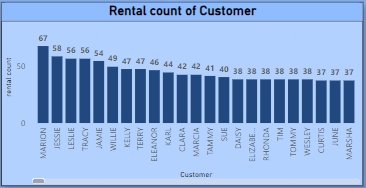 Rental count of Customer
67 58 56 56 54 49 47 47 46 44 42 42 41 40 38 38 38 38 38 38 37 37 37
rental count
50
0
MARION JESSIE LESLIE TRACY JAMIE WILLIE KELLY TERRY ELEANOR KARL CLARA MARCIA TAMMY SUE DAISY ELIZABE... RHONDA TIM TOMMY WESLEY CURTIS JUNE MARSHA
Customer